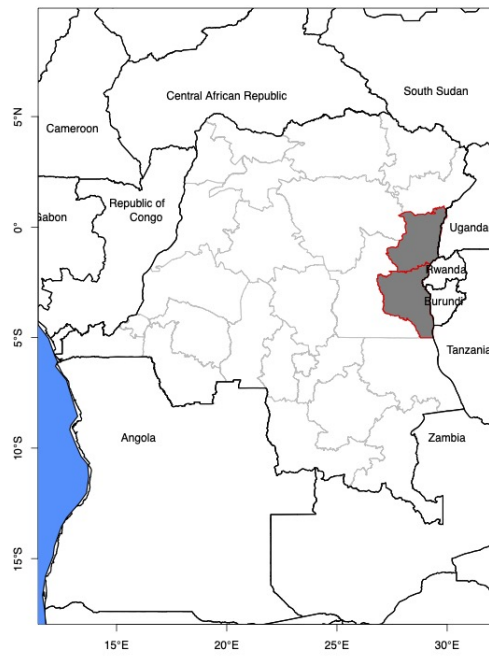 South Sudan
Central African Republic
5°N
Cameroon
Republic of
Congo
Gabon
0°
Uganda
Rwanda
Burundi
5°S
Tanzania
Angola
Zambia
10°S
15°S
15°E 20°E 25°E 30°E